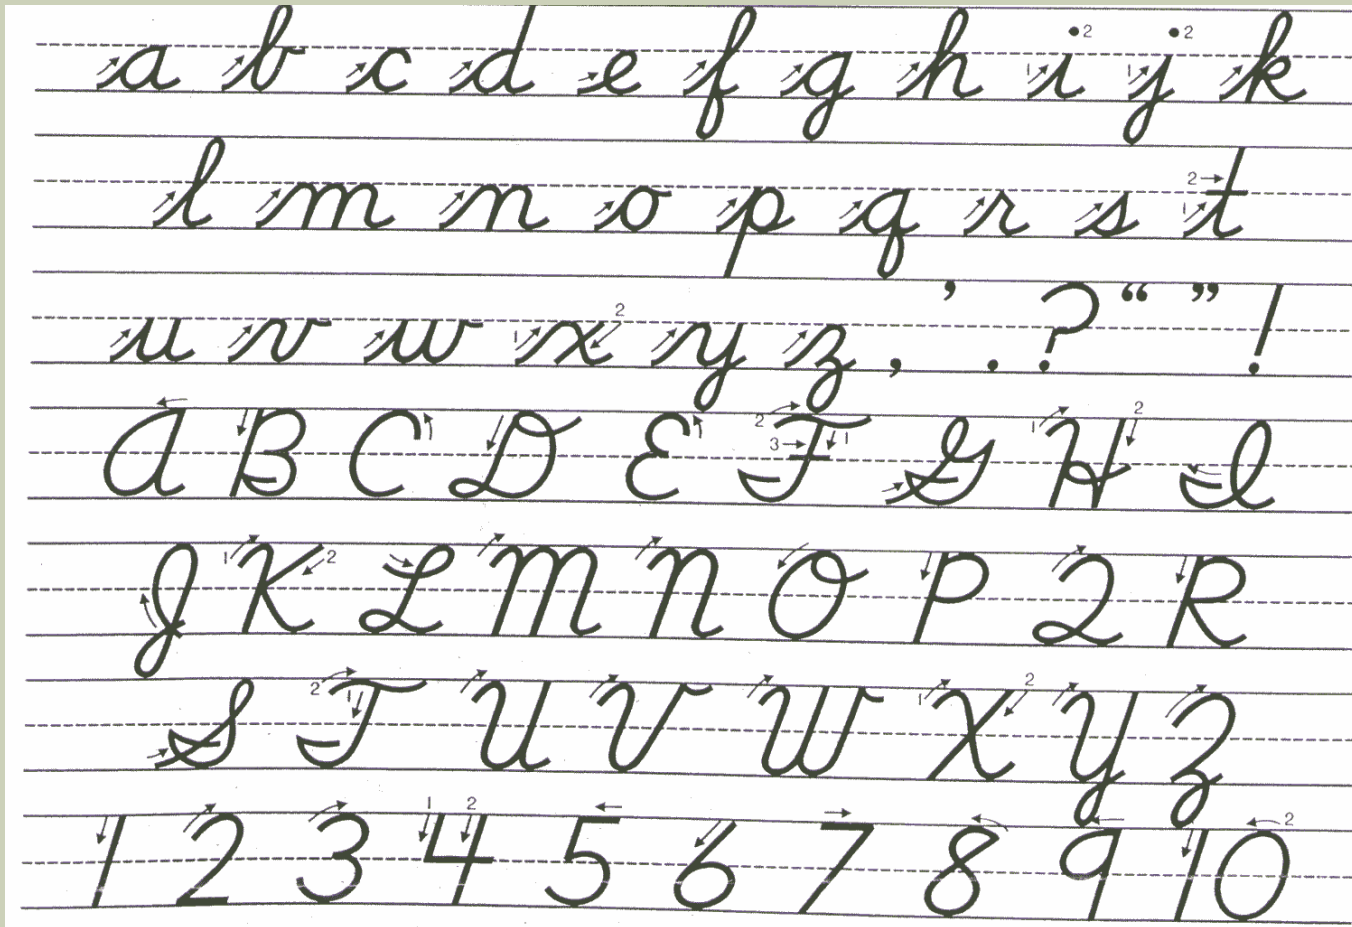 a b c d e f g h i j k
l m n o p q r s t
u v w x y z , ’ . ? “ ” !
A B C D E F G H I
J K L M N O P Q R
S T U V W X Y Z
1 2 3 4 5 6 7 8 9 10